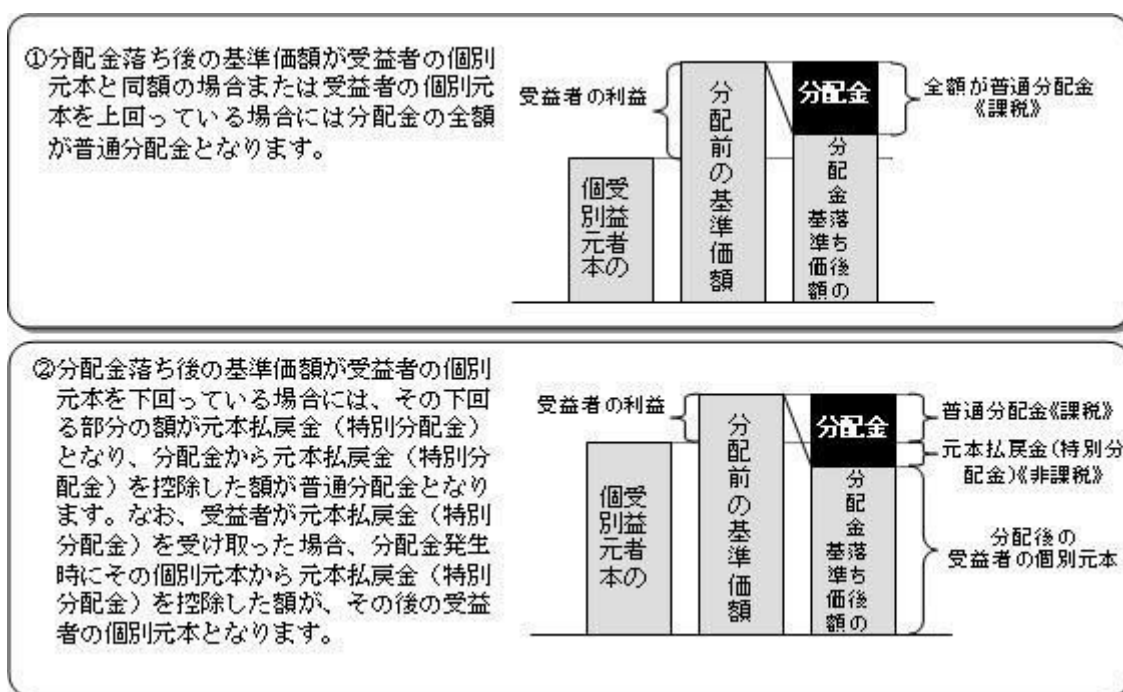 ①分配金落ち後の基準価額が受益者の個別
元本と同額の場合または受益者の個別元
本を上回っている場合には分配金の全額
が普通分配金となります。
受益者の利益
受益者の
個別元本
分配前の基準価額
分配金
分配金落ち後の
基準価額
全額が普通分配金
《課税》
②分配金落ち後の基準価額が受益者の個別
元本を下回っている場合には、その下回
る部分の額が元本払戻金（特別分配金）
となり、分配金から元本払戻金（特別分
配金）を控除した額が普通分配金となり
ます。なお、受益者が元本払戻金（特別
分配金）を受け取った場合、分配金発生
時にその個別元本から元本払戻金（特別
分配金）を控除した額が、その後の受益
者の個別元本となります。
受益者の利益
受益者の
個別元本
分配前の基準価額
分配金
分配金落ち後の
基準価額
普通分配金《課税》
元本払戻金(特別分
配金)《非課税》
分配後の
受益者の個別元本